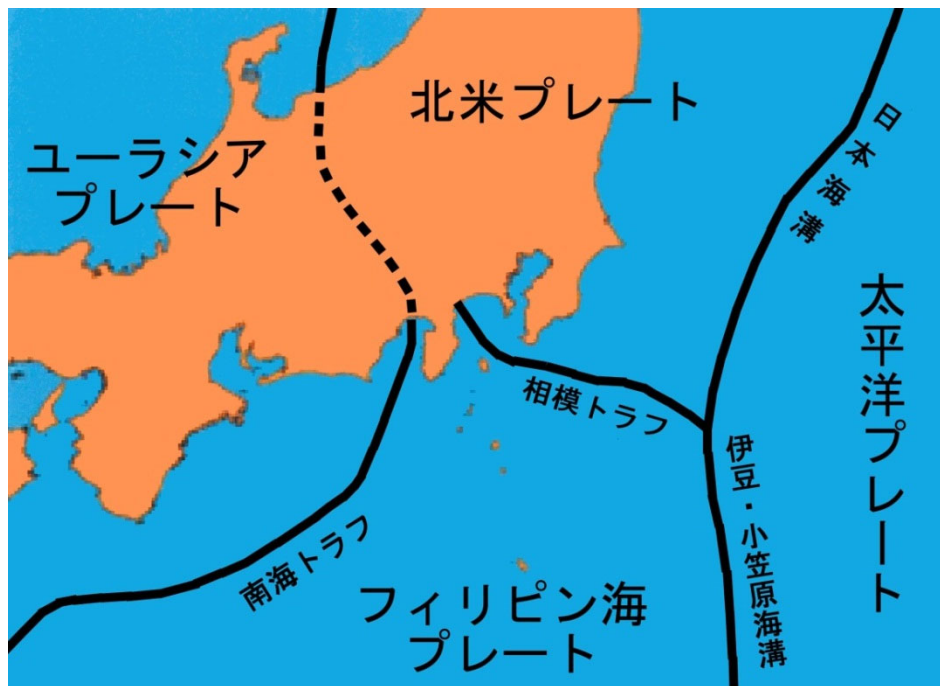 北米プレート
ユーラシア
プレート
日本海溝
太平洋プレート
相模トラフ
伊豆・小笠原海溝
南海トラフ
フィリピン海
プレート